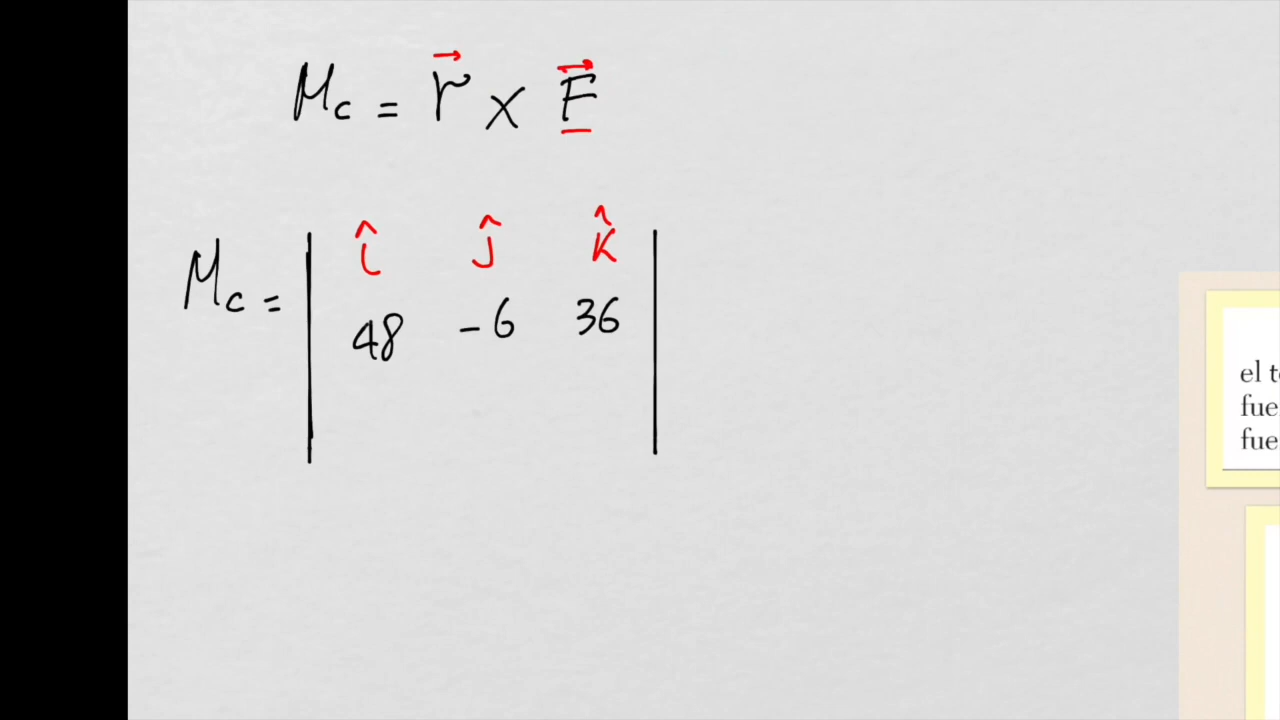 Mc = r⃗ × F⃗
Mc = | î ĵ k̂ |
48 -6 36
el t
fue
fue